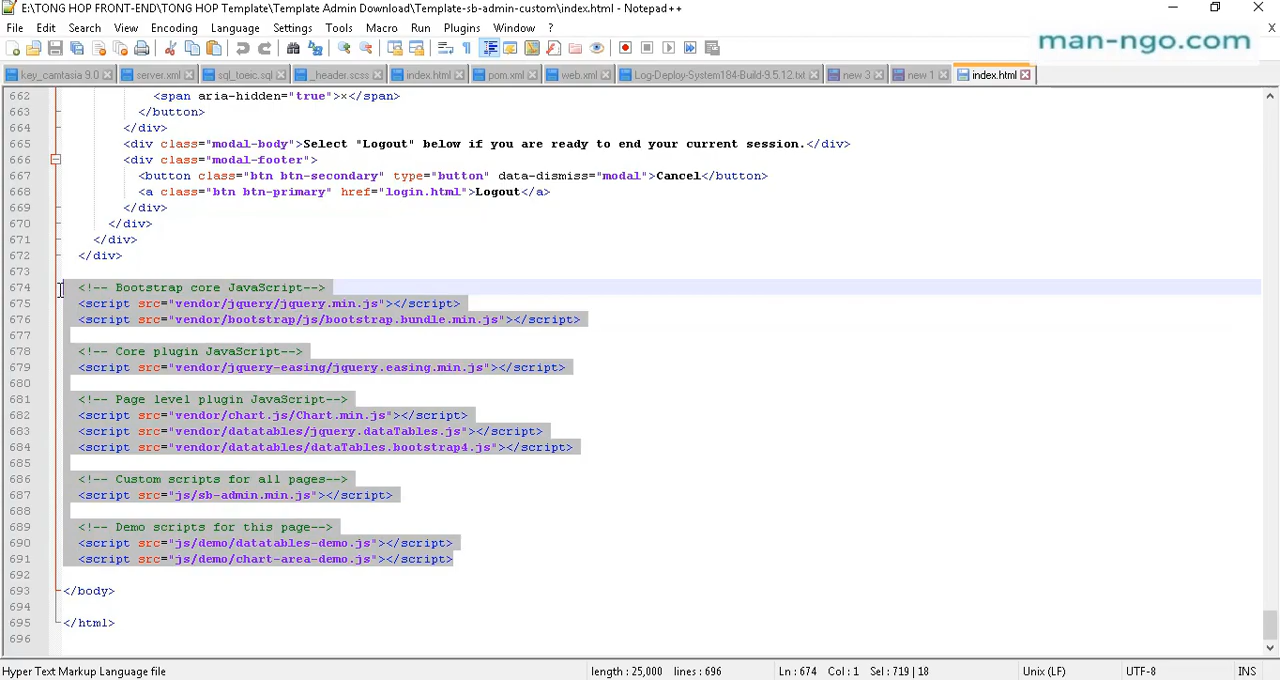 E:\TONG HOP FRONT-END\TONG HOP Template\Template Admin Download\Template-sb-admin-custom\index.html - Notepad++
File Edit Search View Encoding Language Settings Tools Macro Run Plugins Window ?
man-ngo.com
key_camtasia 9.0 server.xml sql_toeic.sql _header.scss index.html pom.xml web.xml Log-Deploy-System184-Build-9.5.12.txt new 3 new 1 index.html
662 <span aria-hidden="true">×</span>
663 </button>
664 </div>
665 <div class="modal-body">Select "Logout" below if you are ready to end your current session.</div>
666 <div class="modal-footer">
667 <button class="btn btn-secondary" type="button" data-dismiss="modal">Cancel</button>
668 <a class="btn btn-primary" href="login.html">Logout</a>
669 </div>
670 </div>
671 </div>
672 </div>
673
674 <!-- Bootstrap core JavaScript-->
675 <script src="vendor/jquery/jquery.min.js"></script>
676 <script src="vendor/bootstrap/js/bootstrap.bundle.min.js"></script>
677
678 <!-- Core plugin JavaScript-->
679 <script src="vendor/jquery-easing/jquery.easing.min.js"></script>
680
681 <!-- Page level plugin JavaScript-->
682 <script src="vendor/chart.js/Chart.min.js"></script>
683 <script src="vendor/datatables/jquery.dataTables.js"></script>
684 <script src="vendor/datatables/dataTables.bootstrap4.js"></script>
685
686 <!-- Custom scripts for all pages-->
687 <script src="js/sb-admin.min.js"></script>
688
689 <!-- Demo scripts for this page-->
690 <script src="js/demo/datatables-demo.js"></script>
691 <script src="js/demo/chart-area-demo.js"></script>
692
693 </body>
694
695 </html>
696
Hyper Text Markup Language file length : 25,000 lines : 696 Ln : 674 Col : 1 Sel : 719 | 18 Unix (LF) UTF-8 INS